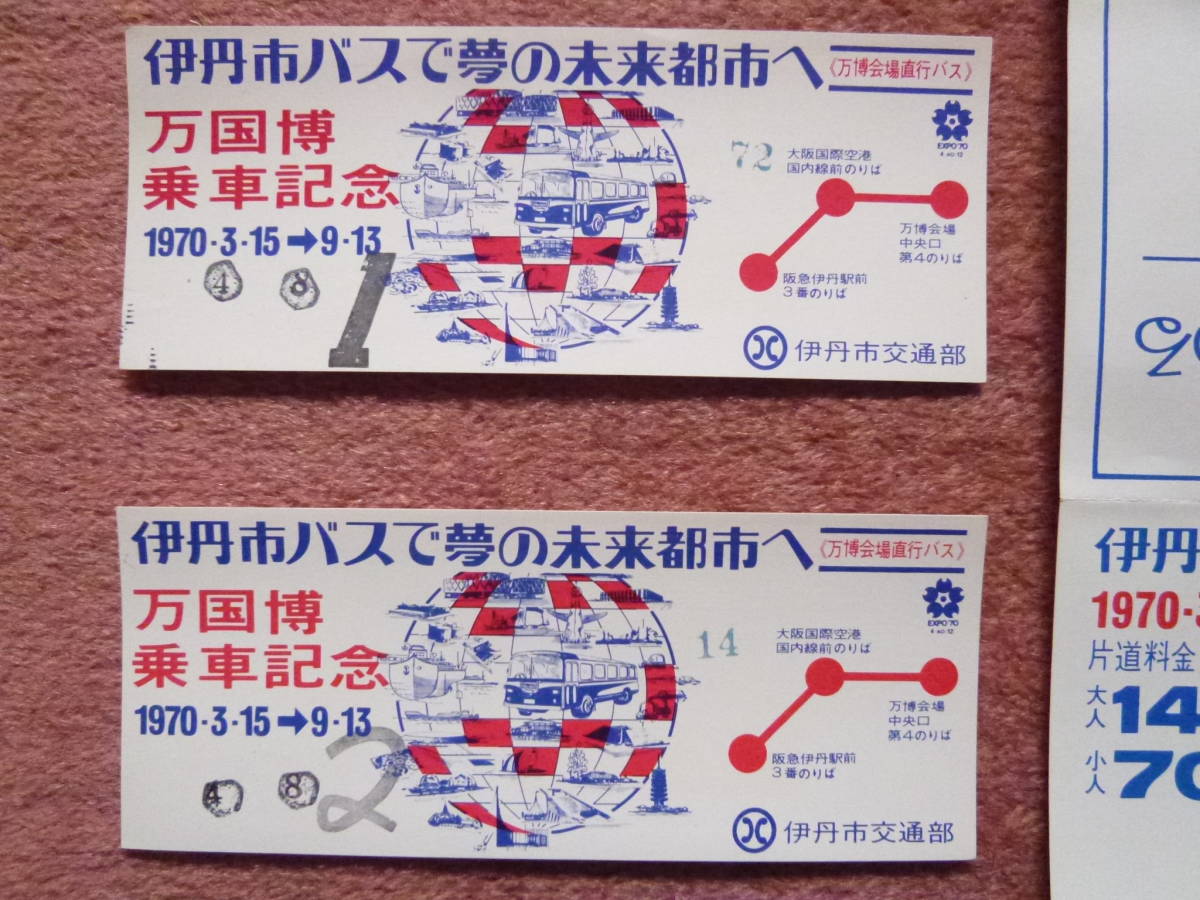 伊丹市バスで夢の未来都市へ
《万博会場直行バス》
万国博
乗車記念
1970・3・15➡9・13
4 8
1
72
EXPO'70
大阪国際空港
国内線前のりば
万博会場
中央口
第4のりば
阪急伊丹駅前
3番のりば
伊丹市交通部
伊丹市バスで夢の未来都市へ
《万博会場直行バス》
万国博
乗車記念
1970・3・15➡9・13
4 8
2
14
EXPO'70
大阪国際空港
国内線前のりば
万博会場
中央口
第4のりば
阪急伊丹駅前
3番のりば
伊丹市交通部
伊丹
1970・
片道料金
大人14
小人70